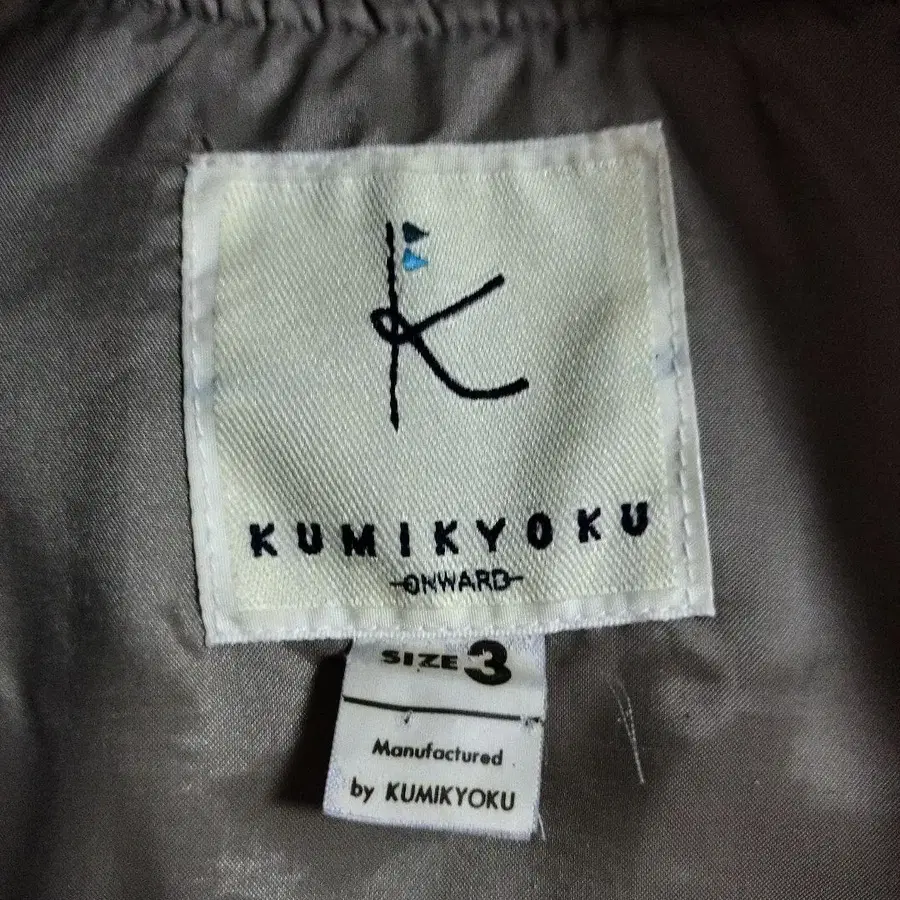 K
KUMIKYOKU
ONWARD
SIZE 3
Manufactured
by KUMIKYOKU